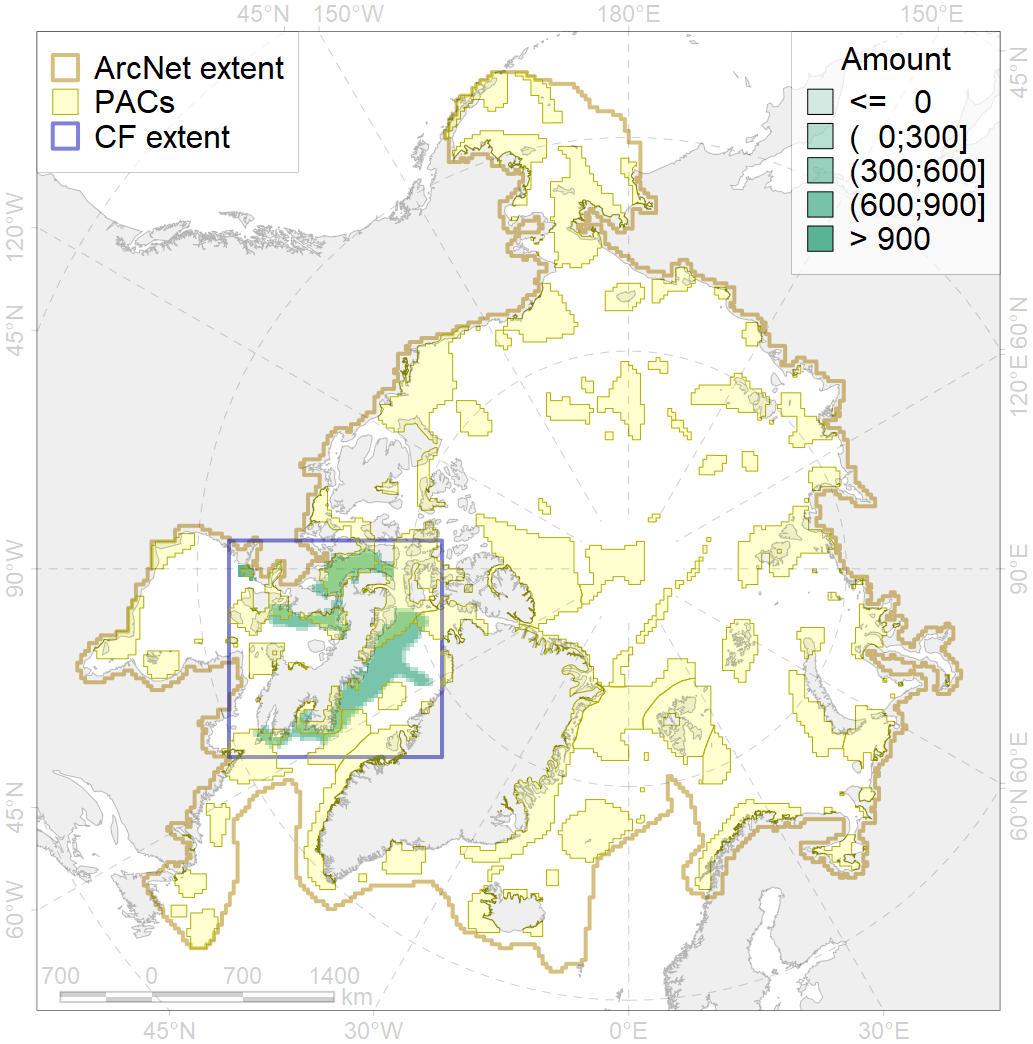 45°N 150°W 180°E 150°E
ArcNet extent
PACs
CF extent
Amount
<= 0
( 0;300]
(300;600]
(600;900]
> 900
45°N
120°W
45°N
60°N
120°E
90°W
90°E
45°N
60°E
60°N
60°W
700 0 700 1400
km
45°N 30°W 0°E 30°E